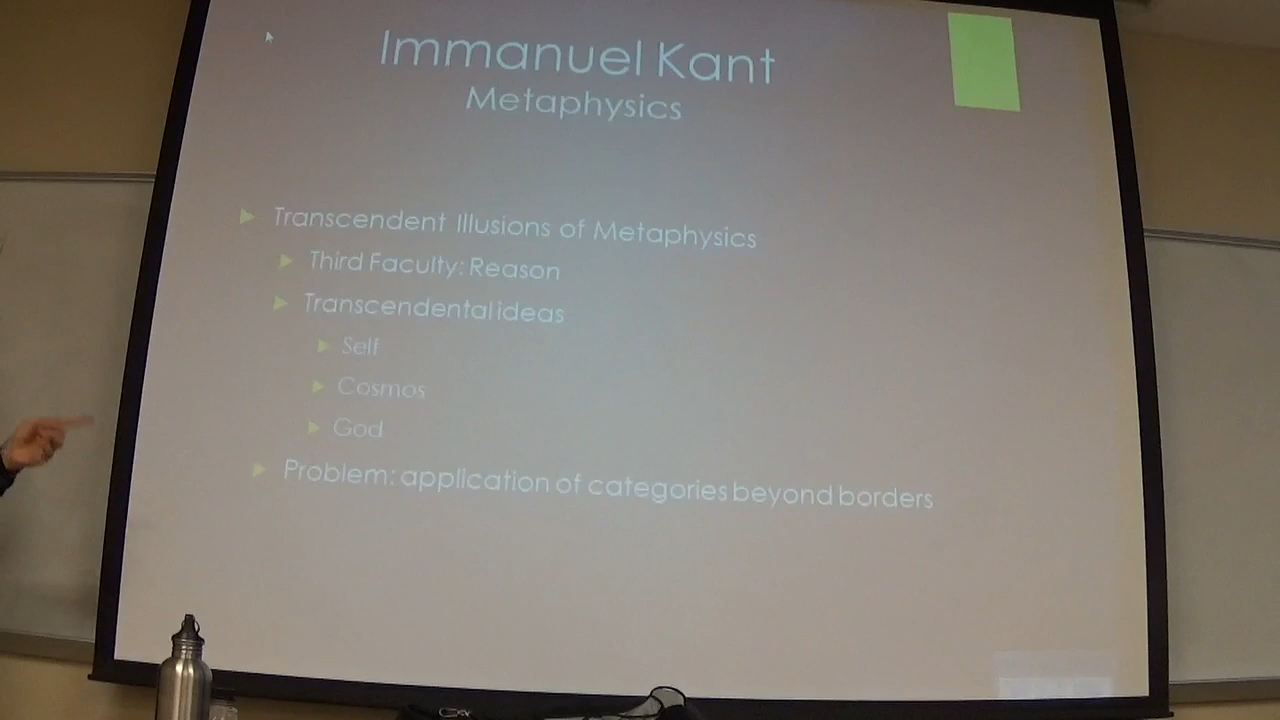 Immanuel Kant
Metaphysics
Transcendent Illusions of Metaphysics
Third Faculty: Reason
Transcendental ideas
Self
Cosmos
God
Problem: application of categories beyond borders